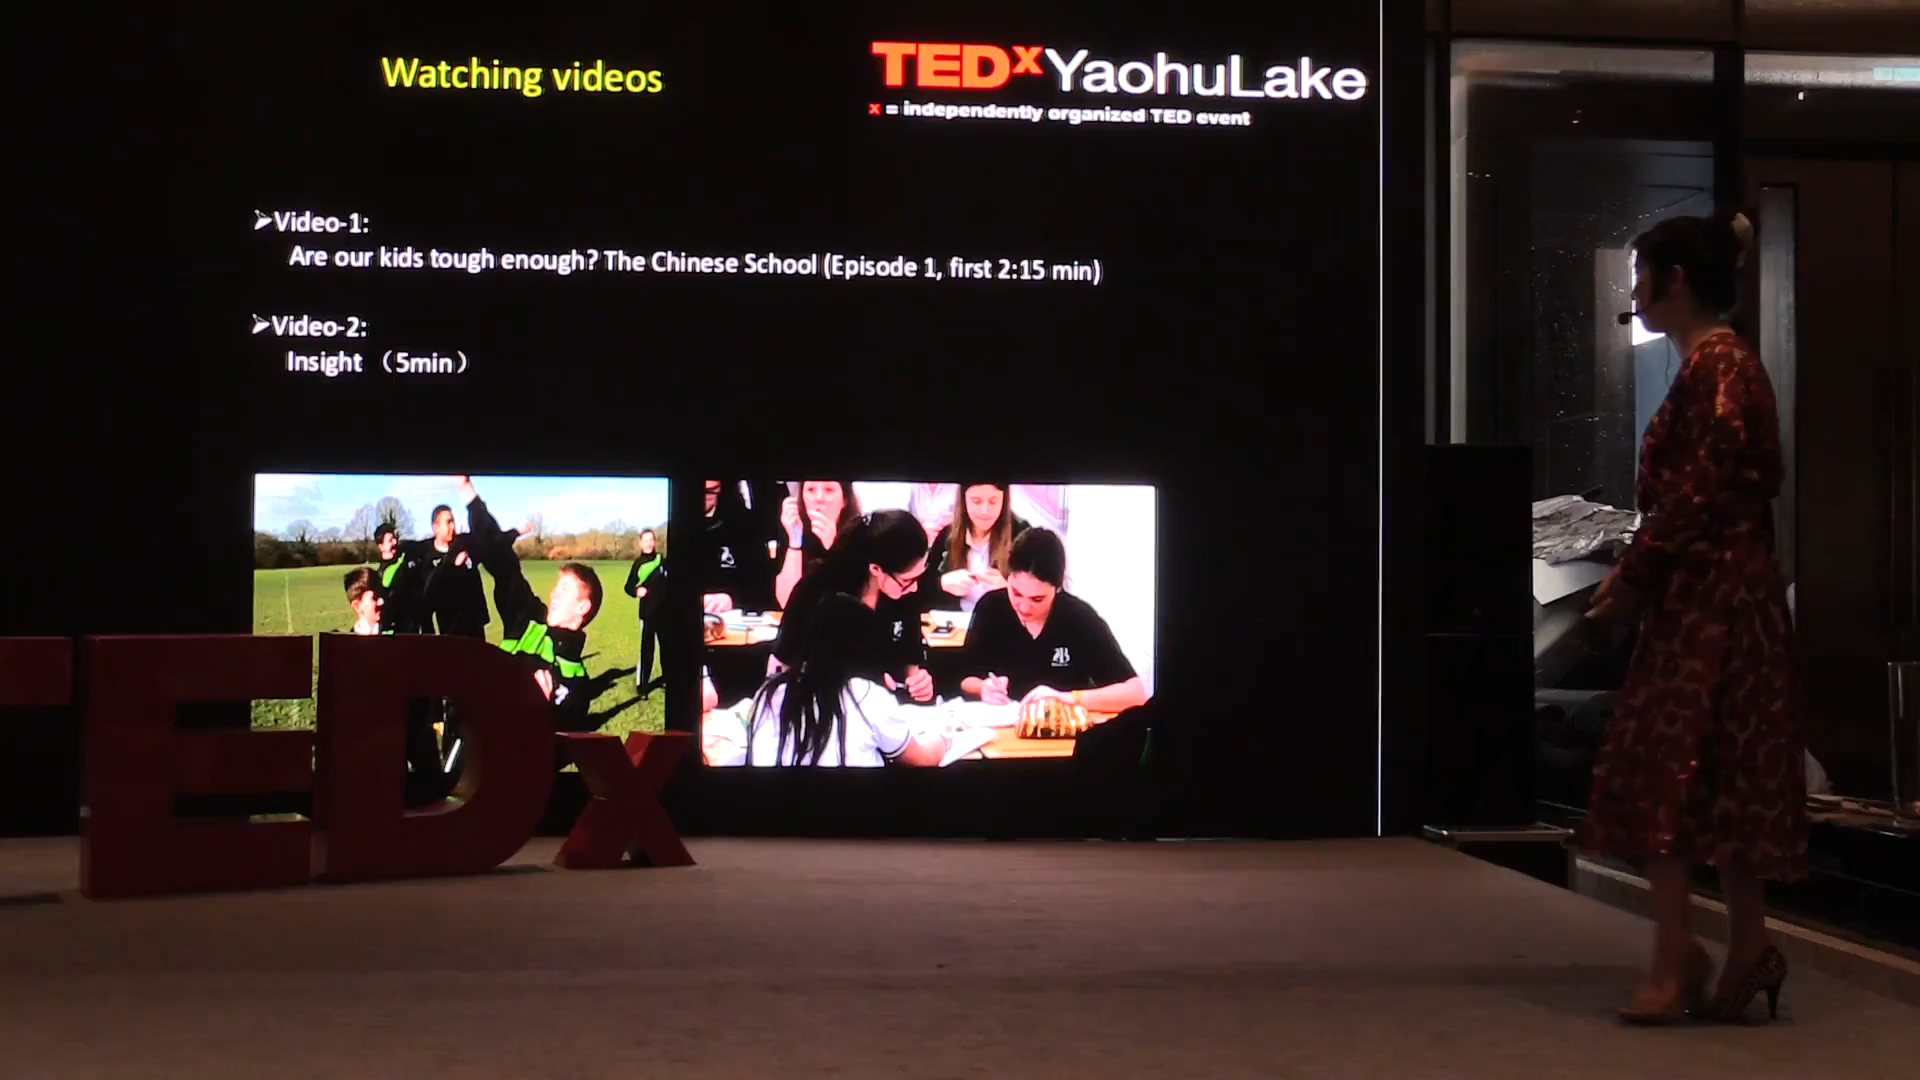 Watching videos
TEDxYaohuLake
x = independently organized TED event
➢Video-1:
Are our kids tough enough? The Chinese School (Episode 1, first 2:15 min)
➢Video-2:
Insight （5min）
TEDx